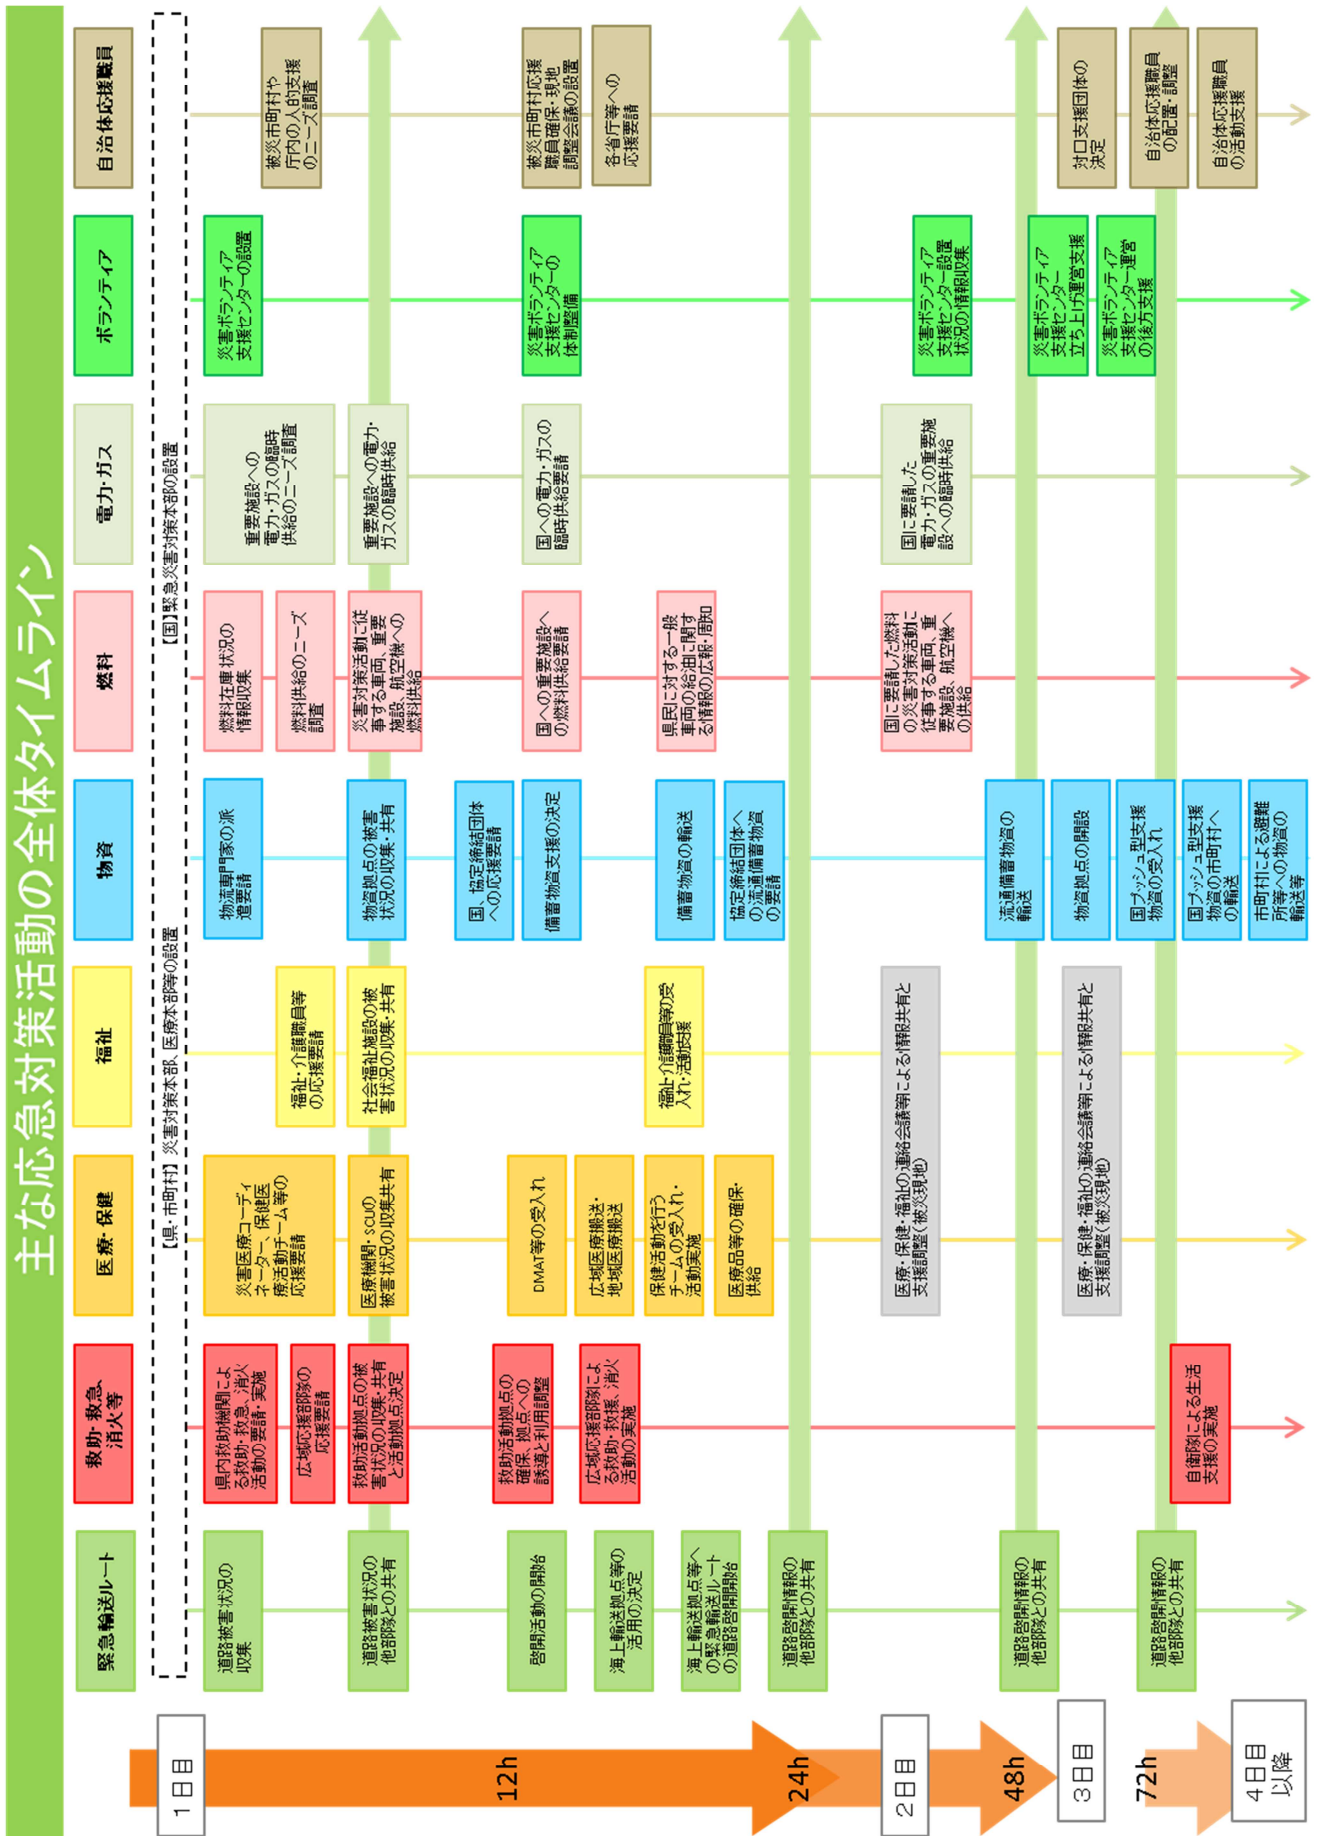 主な応急対策活動の全体タイムライン
緊急輸送ルート
救助・救急、
消火等
医療・保健
福祉
物資
燃料
電力・ガス
ボランティア
自治体応援職員
【県・市町村】災害対策本部、医療本部等の設置
【国】緊急災害対策本部の設置
1日目
12h
24h
2日目
48h
3日目
72h
4日目
以降
道路被害状況の
収集
道路被害状況の
他部隊との共有
啓開活動の開始
海上輸送拠点等の
活用の決定
海上輸送拠点等へ
の緊急輸送ルート
の道路啓開開始
道路啓開情報の
他部隊との共有
道路啓開情報の
他部隊との共有
道路啓開情報の
他部隊との共有
県内救助機関によ
る救助・救急、消火
活動の要請・実施
広域応援部隊の
応援要請
救助活動拠点の被
害状況の収集・共有
と活動拠点決定
救助活動拠点の
確保、拠点への
誘導と利用調整
広域応援部隊によ
る救助・救援、消火
活動の実施
自衛隊による生活
支援の実施
災害医療コーディ
ネーター、保健医
療活動チーム等の
応援要請
医療機関・SCUの
被害状況の収集共有
DMAT等の受入れ
広域医療搬送・
地域医療搬送
保健活動を行う
チームの受入れ・
活動実施
医療品等の確保・
供給
医療・保健・福祉の連絡会議等による情報共有と
支援調整（被災現地）
医療・保健・福祉の連絡会議等による情報共有と
支援調整（被災現地）
福祉・介護職員等
の応援要請
社会福祉施設の被
害状況の収集・共有
福祉・介護職員等の受
入れ・活動支援
物流専門家の派
遣要請
物資拠点の被害
状況の収集・共有
国、協定締結団体
への応援要請
備蓄物資支援の決定
備蓄物資の輸送
協定締結団体へ
の流通備蓄物資
の要請
流通備蓄物資の
輸送
物資拠点の開設
国プッシュ型支援
物資の受入れ
国プッシュ型支援
物資の市町村へ
の輸送
市町村による避難
所等への物資の
輸送等
燃料在庫状況の
情報収集
燃料供給のニーズ
調査
災害対策活動に従
事する車両、重要
施設、航空機への
燃料供給
国への重要施設へ
の燃料供給要請
県民に対する一般
車両の給油に関す
る情報の広報・周知
国に要請した燃料
の災害対策活動に
従事する車両、重
要施設、航空機へ
の供給
重要施設への
電力・ガスの臨時
供給のニーズ調査
重要施設への電力・
ガスの臨時供給
国への電力・ガスの
臨時供給要請
国に要請した
電力・ガスの重要施
設への臨時供給
災害ボランティア
支援センターの設置
災害ボランティア
支援センターの
体制整備
災害ボランティア
支援センター設置
状況の情報収集
災害ボランティア
支援センター
立ち上げ運営支援
災害ボランティア
支援センター運営
の後方支援
被災市町村や
庁内の人的支援
のニーズ調査
被災市町村応援
職員確保・現地
調整会議の設置
各省庁等への
応援要請
対口支援団体の
決定
自治体応援職員
の配置・調整
自治体応援職員
の活動支援